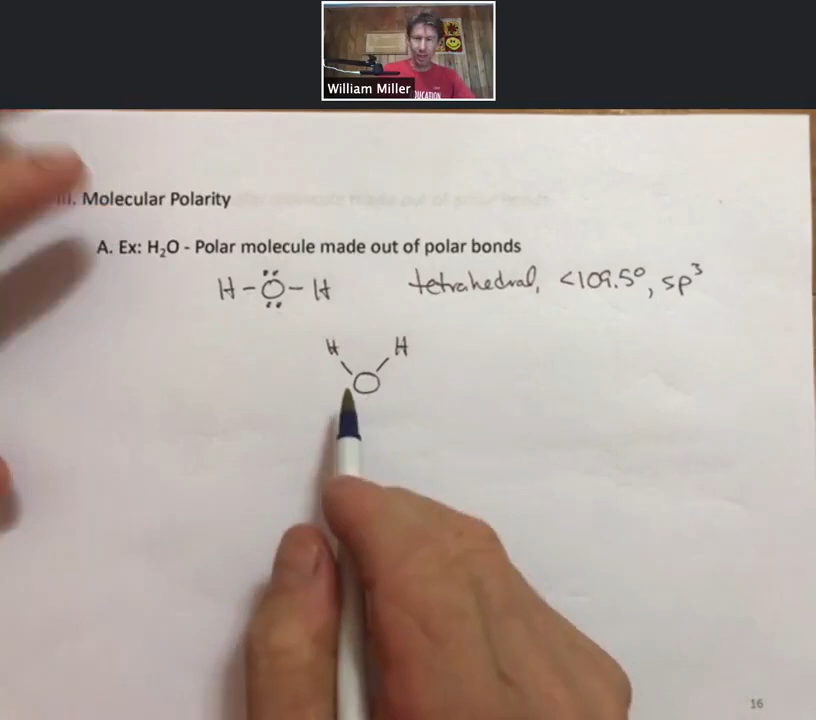 William Miller
DUCATION
III. Molecular Polarity
A. Ex: H₂O - Polar molecule made out of polar bonds
H-Ö-H tetrahedral, <109.5°, sp³
H H
O
16